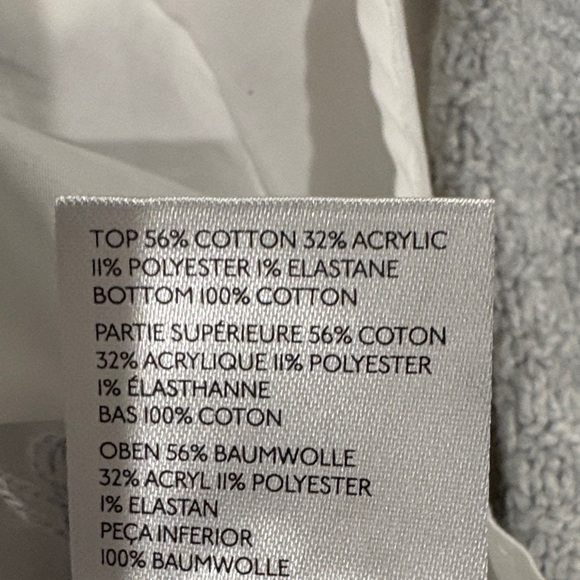 TOP 56% COTTON 32% ACRYLIC
11% POLYESTER 1% ELASTANE
BOTTOM 100% COTTON
PARTIE SUPÉRIEURE 56% COTON
32% ACRYLIQUE 11% POLYESTER
1% ÉLASTHANNE
BAS 100% COTON
OBEN 56% BAUMWOLLE
32% ACRYL 11% POLYESTER
1% ELASTAN
PEÇA INFERIOR
100% BAUMWOLLE